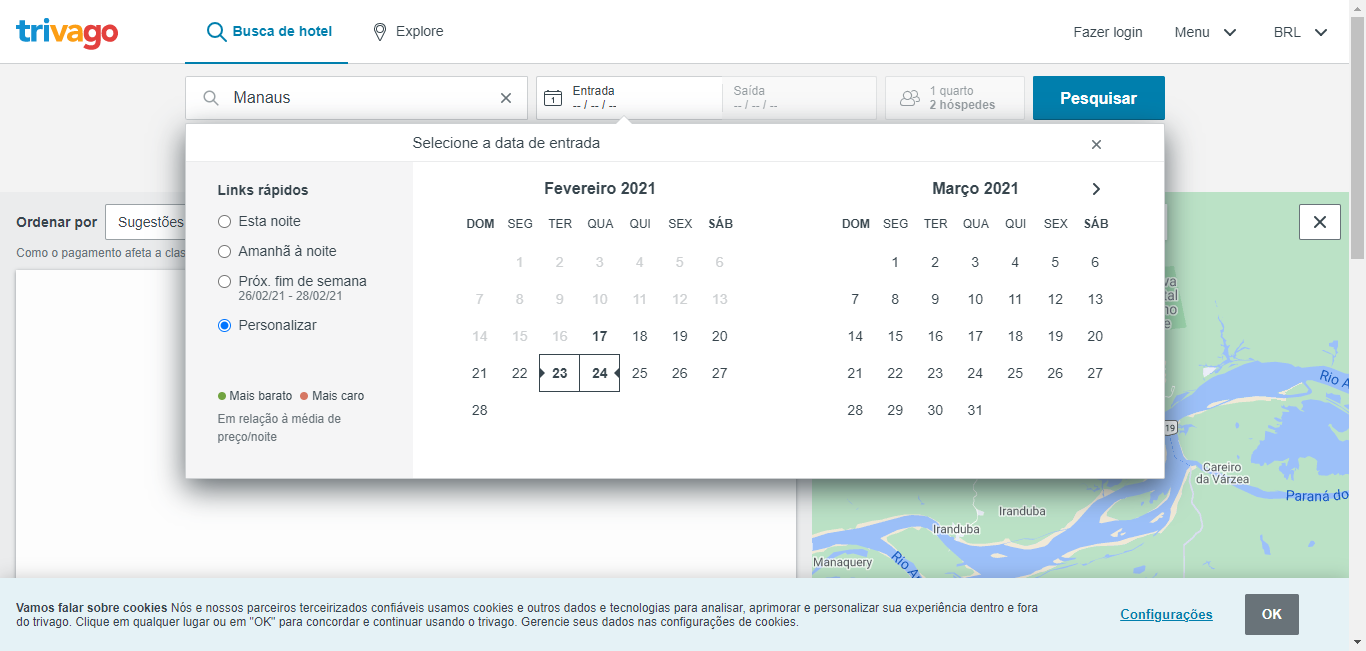 trivago
Busca de hotel
Explore
Fazer login
Menu
BRL
Manaus
1
Entrada
-- / -- / --
Saída
-- / -- / --
1 quarto
2 hóspedes
Pesquisar
Selecione a data de entrada
Links rápidos
Esta noite
Amanhã à noite
Próx. fim de semana
26/02/21 - 28/02/21
Personalizar
Mais barato Mais caro
Em relação à média de
preço/noite
Fevereiro 2021
DOM SEG TER QUA QUI SEX SÁB
1 2 3 4 5 6
7 8 9 10 11 12 13
14 15 16 17 18 19 20
21 22 23 24 25 26 27
28
Março 2021
DOM SEG TER QUA QUI SEX SÁB
1 2 3 4 5 6
7 8 9 10 11 12 13
14 15 16 17 18 19 20
21 22 23 24 25 26 27
28 29 30 31
Ordenar por
Sugestões
Como o pagamento afeta a clas
19
Careiro
da Várzea
Paraná do
Iranduba
Iranduba
Manaquery
Rio A
Vamos falar sobre cookies Nós e nossos parceiros terceirizados confiáveis usamos cookies e outros dados e tecnologias para analisar, aprimorar e personalizar sua experiência dentro e fora
do trivago. Clique em qualquer lugar ou em "OK" para concordar e continuar usando o trivago. Gerencie seus dados nas configurações de cookies.
Configurações
OK